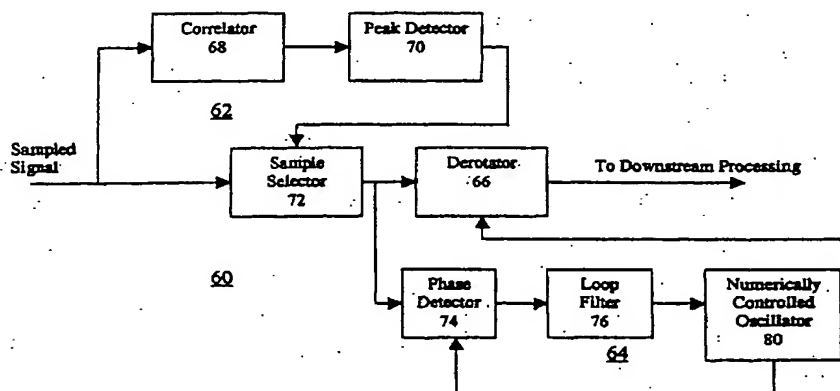 Correlator
68
Peak Detector
70
62
Sampled
Signal
Sample
Selector
72
Derotator
66
To Downstream Processing
60
Phase
Detector
74
Loop
Filter
76
Numerically
Controlled
Oscillator
80
64